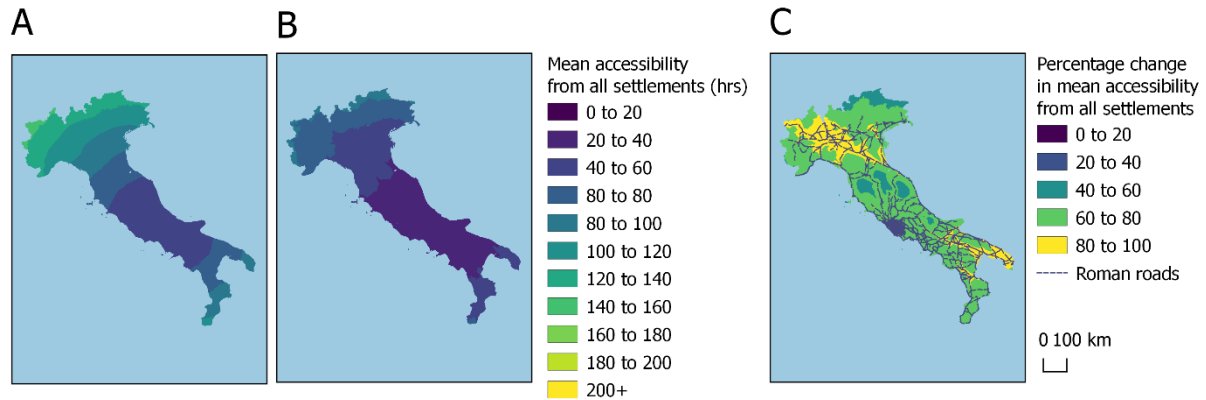 A
B
Mean accessibility
from all settlements (hrs)
0 to 20
20 to 40
40 to 60
80 to 80
80 to 100
100 to 120
120 to 140
140 to 160
160 to 180
180 to 200
200+
C
Percentage change
in mean accessibility
from all settlements
0 to 20
20 to 40
40 to 60
60 to 80
80 to 100
Roman roads
0 100 km